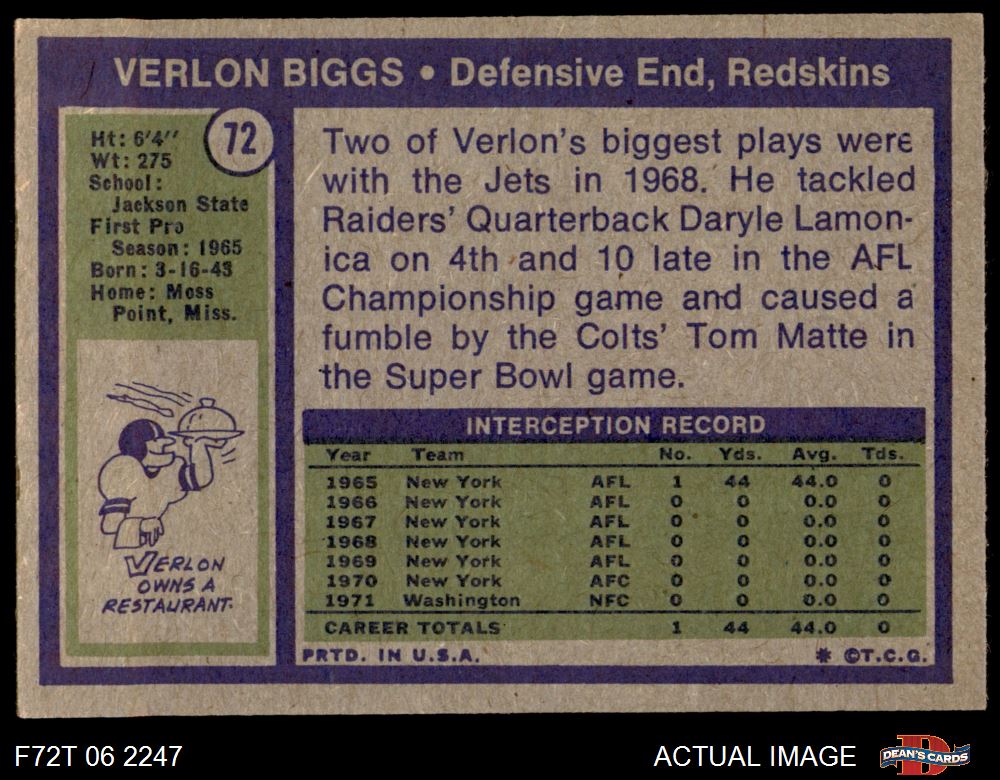 VERLON BIGGS • Defensive End, Redskins
72
Ht: 6'4''
Wt: 275
School:
Jackson State
First Pro
Season: 1965
Born: 3-16-43
Home: Moss
Point, Miss.
VERLON
OWNS A
RESTAURANT.
Two of Verlon's biggest plays were
with the Jets in 1968. He tackled
Raiders' Quarterback Daryle Lamon-
ica on 4th and 10 late in the AFL
Championship game and caused a
fumble by the Colts' Tom Matte in
the Super Bowl game.
INTERCEPTION RECORD
Year Team No. Yds. Avg. Tds.
1965 New York AFL 1 44 44.0 0
1966 New York AFL 0 0 0.0 0
1967 New York AFL 0 0 0.0 0
1968 New York AFL 0 0 0.0 0
1969 New York AFL 0 0 0.0 0
1970 New York AFC 0 0 0.0 0
1971 Washington NFC 0 0 0.0 0
CAREER TOTALS 1 44 44.0 0
PRTD. IN U.S.A. * ©T.C.G.
F72T 06 2247 ACTUAL IMAGE DEAN'S CARDS